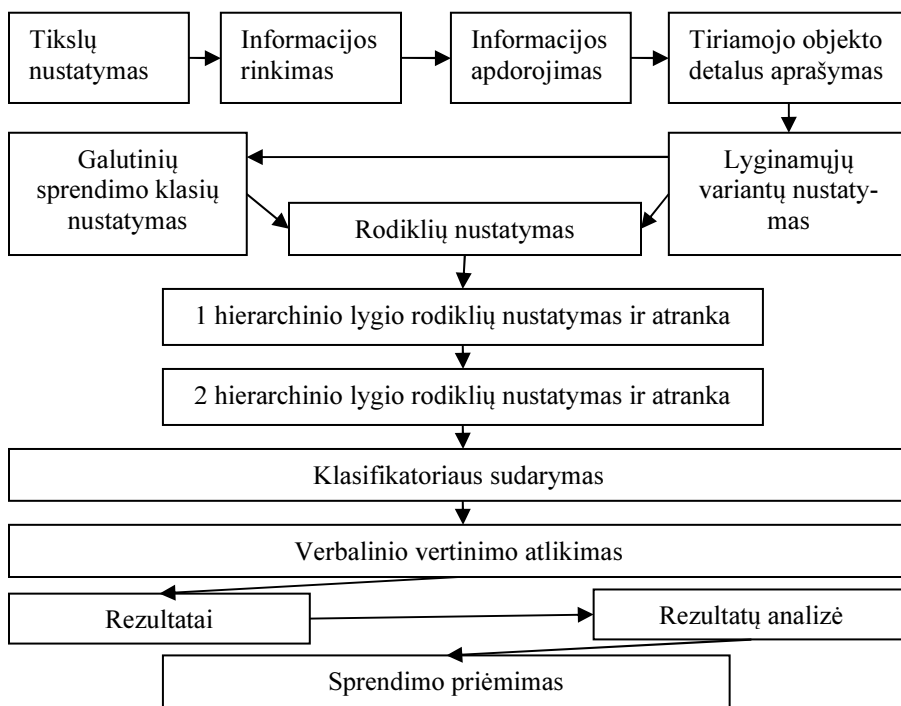 Tikslų
nustatymas
Informacijos
rinkimas
Informacijos
apdorojimas
Tiriamojo objekto
detalus aprašymas
Galutinių
sprendimo klasių
nustatymas
Lyginamųjų
variantų nustaty-
mas
Rodiklių nustatymas
1 hierarchinio lygio rodiklių nustatymas ir atranka
2 hierarchinio lygio rodiklių nustatymas ir atranka
Klasifikatoriaus sudarymas
Verbalinio vertinimo atlikimas
Rezultatai
Rezultatų analizė
Sprendimo priėmimas